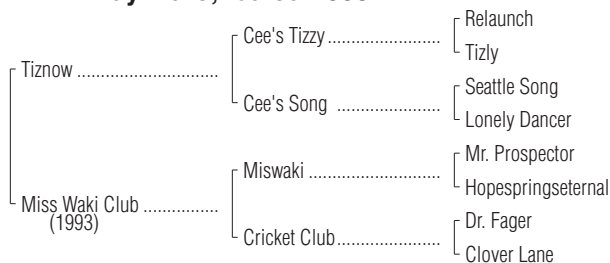 Relaunch
Cee's Tizzy ........................
Tizly
Tiznow ...............................
Seattle Song
Cee's Song ......................
Lonely Dancer
Mr. Prospector
Miswaki ............................
Hopespringseternal
Miss Waki Club ................
(1993)
Dr. Fager
Cricket Club......................
Clover Lane